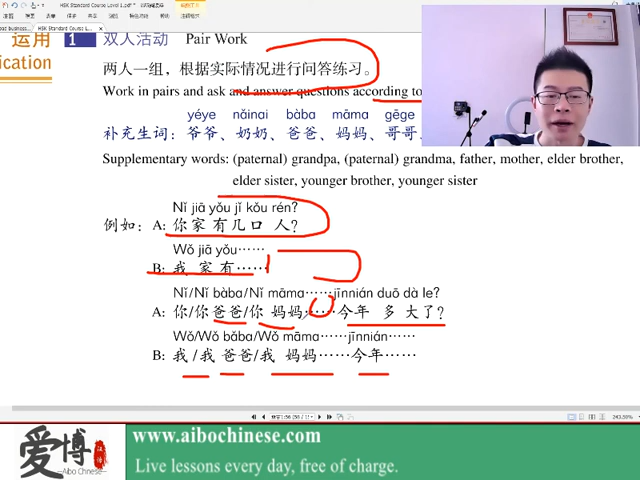 HSK Standard Course Level 1.pdf
运用
ication
1 双人活动 Pair Work
两人一组，根据实际情况进行问答练习。
Work in pairs and ask and answer questions according to
yéye nǎinai bàba māma gēge
补充生词：爷爷、奶奶、爸爸、妈妈、哥哥、
Supplementary words: (paternal) grandpa, (paternal) grandma, father, mother, elder brother,
elder sister, younger brother, younger sister
Nǐ jiā yǒu jǐ kǒu rén?
例如：A: 你家有几口人？
Wǒ jiā yǒu……
B: 我家有……
Nǐ/Nǐ bàba/Nǐ māma……jīnnián duō dà le?
A: 你/你爸爸/你妈妈……今年多大了？
Wǒ/Wǒ bàba/Wǒ māma……jīnnián……
B: 我/我爸爸/我妈妈……今年……
爱博
Aibo Chinese
www.aibochinese.com
Live lessons every day, free of charge.